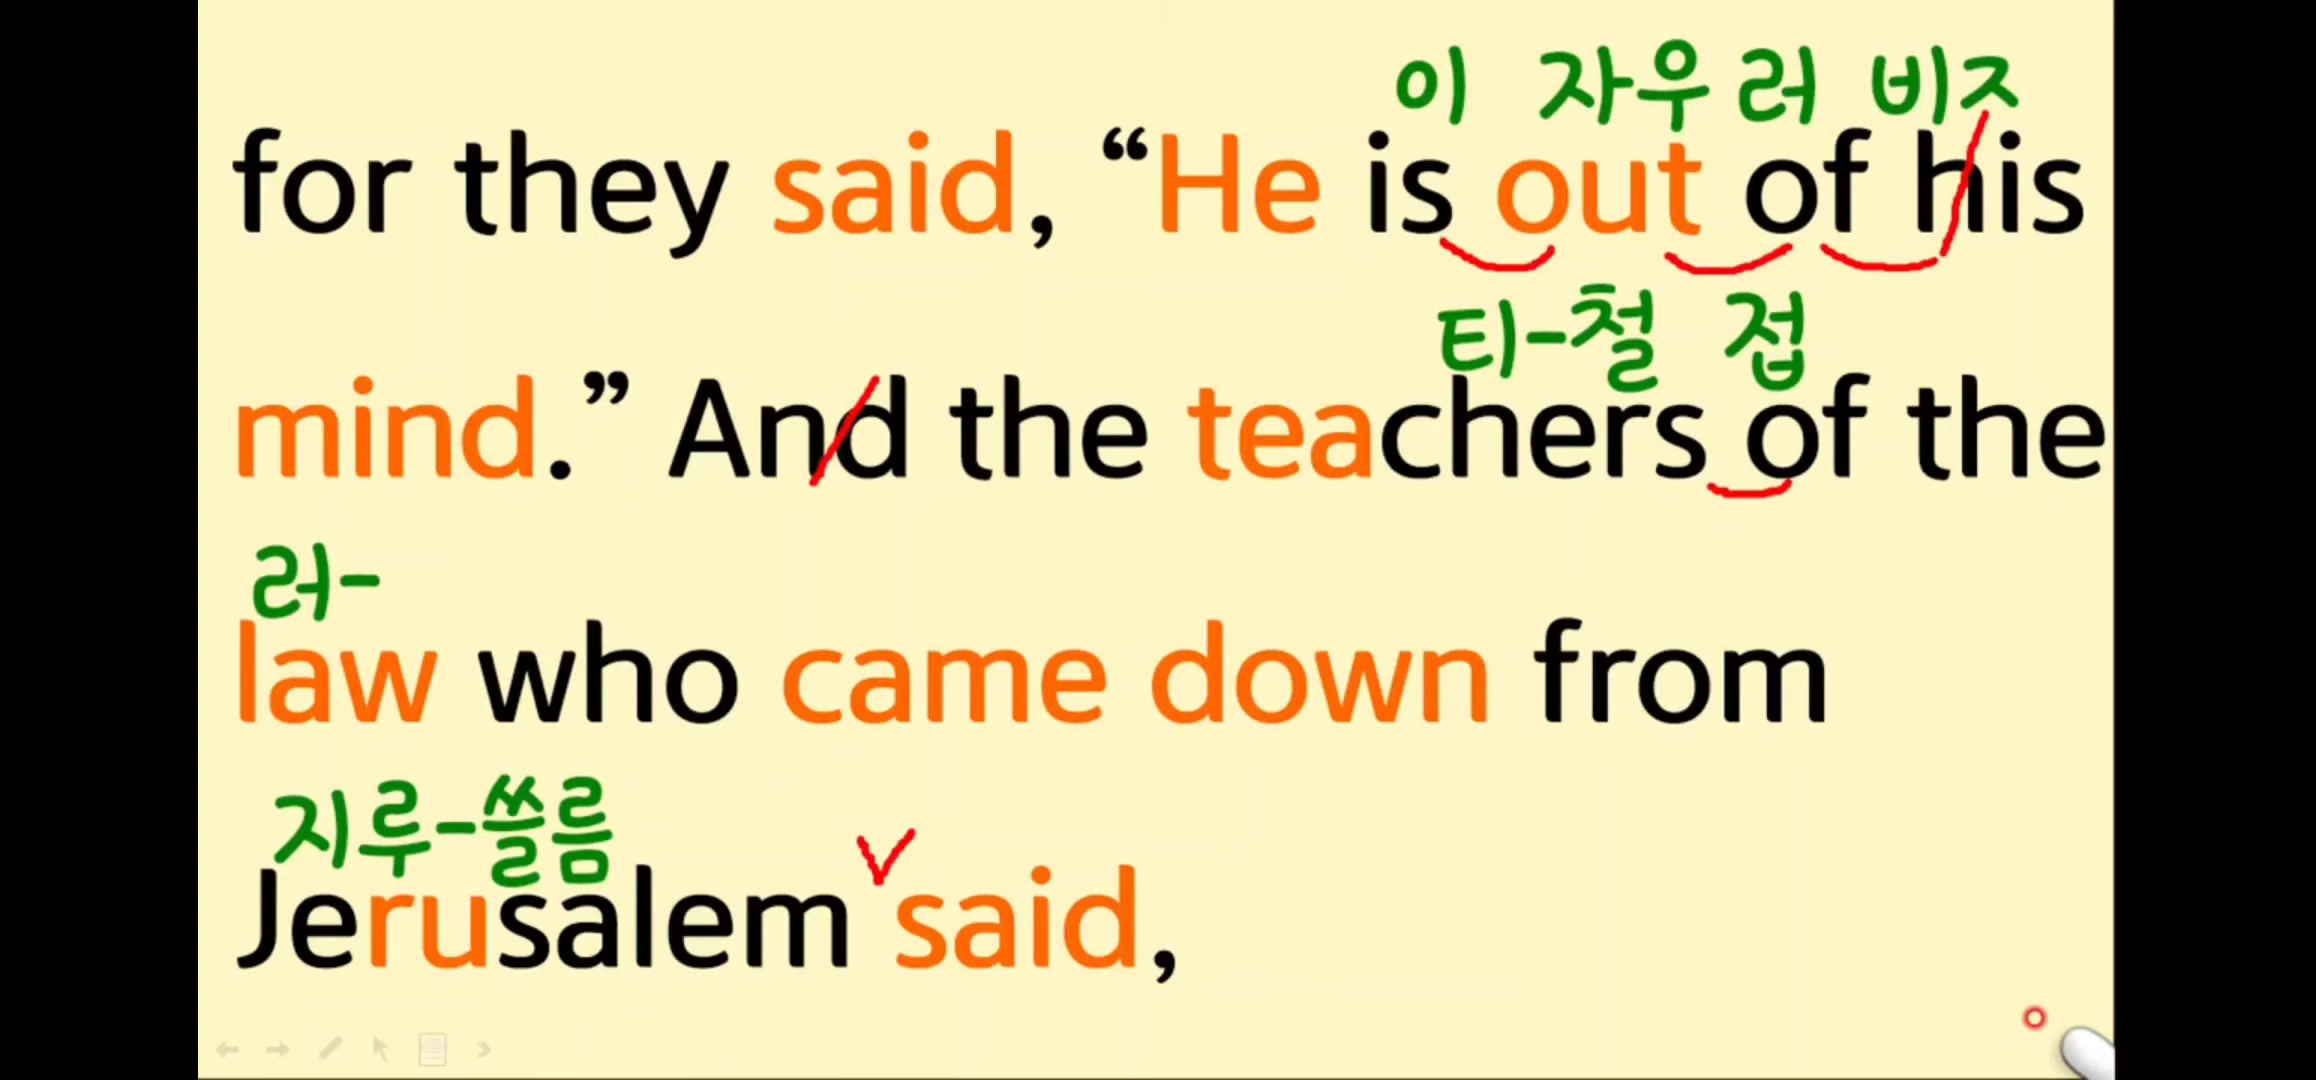 이 자우 러 비즈
for they said, “He is out of his
티-철 접
mind.” And the teachers of the
러-
law who came down from
지루-쓸름
Jerusalem said,